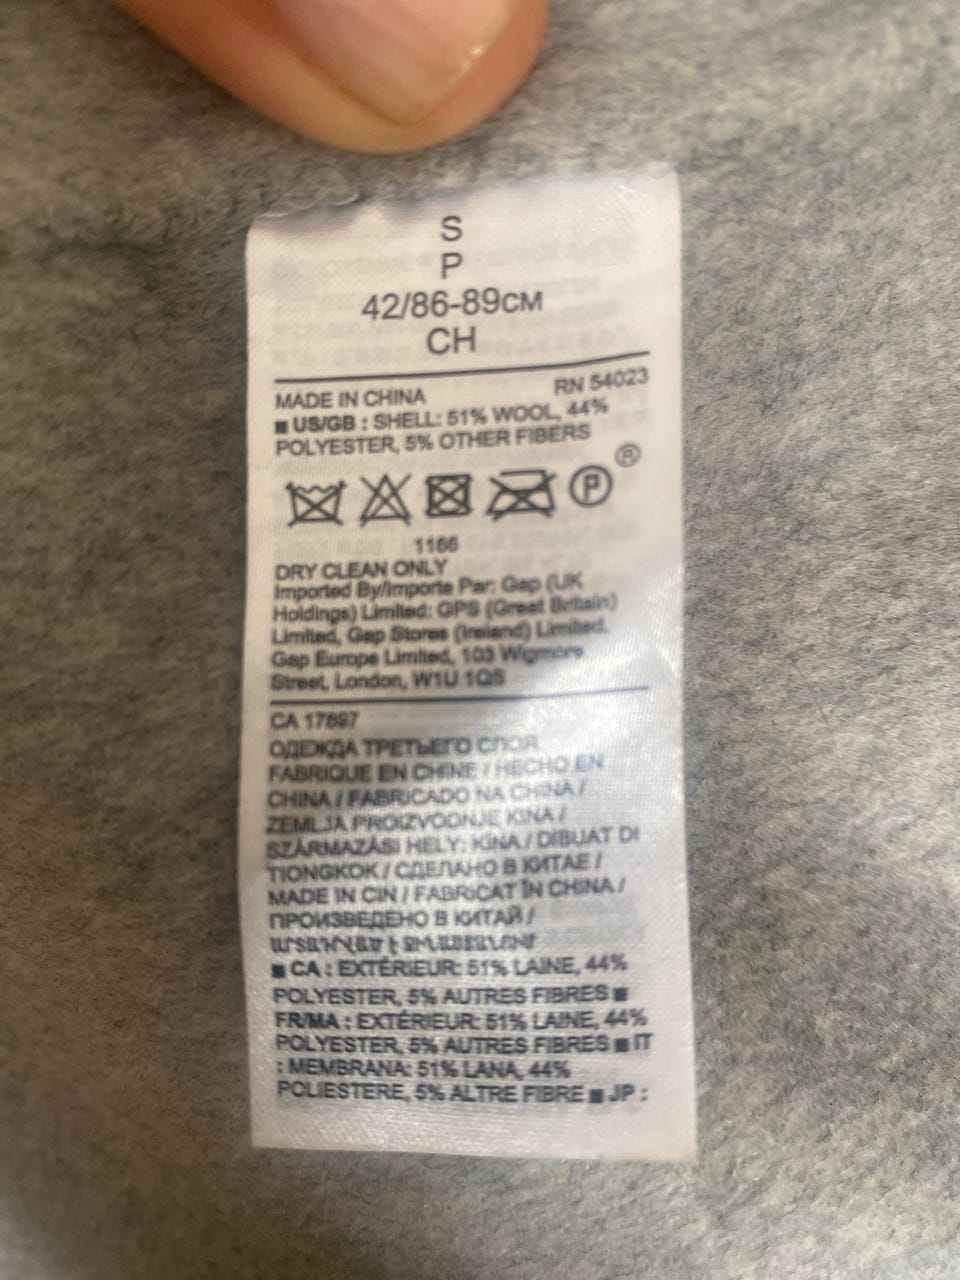 S
P
42/86-89см
CH
MADE IN CHINA RN 54023
■ US/GB : SHELL: 51% WOOL, 44%
POLYESTER, 5% OTHER FIBERS
P ®
1166
DRY CLEAN ONLY
Imported By/Importe Par: Gap (UK
Holdings) Limited: GPS (Great Britain)
Limited, Gap Stores (Ireland) Limited,
Gap Europe Limited, 103 Wigmore
Street, London, W1U 1QS
CA 17897
ОДЕЖДА ТРЕТЬЕГО СЛОЯ
FABRIQUE EN CHINE / HECHO EN
CHINA / FABRICADO NA CHINA /
ZEMLJA PROIZVODNJE KINA /
SZÁRMAZÁSI HELY: KÍNA / DIBUAT DI
TIONGKOK / СДЕЛАНО В КИТАЕ /
MADE IN CIN / FABRICAT ÎN CHINA /
ПРОИЗВЕДЕНО В КИТАЙ /
■ CA : EXTÉRIEUR: 51% LAINE, 44%
POLYESTER, 5% AUTRES FIBRES ■
FR/MA : EXTÉRIEUR: 51% LAINE, 44%
POLYESTER, 5% AUTRES FIBRES ■ IT
: MEMBRANA: 51% LANA, 44%
POLIESTERE, 5% ALTRE FIBRE ■ JP :